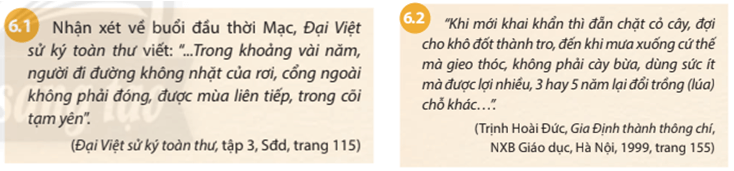 6.1 Nhận xét về buổi đầu thời Mạc, Đại Việt
sử ký toàn thư viết: “...Trong khoảng vài năm,
người đi đường không nhặt của rơi, cổng ngoài
không phải đóng, được mùa liên tiếp, trong cõi
tạm yên”.
(Đại Việt sử ký toàn thư, tập 3, Sđd, trang 115)
6.2 “Khi mới khai khẩn thì đẵn chặt cỏ cây, đợi
cho khô đốt thành tro, đến khi mưa xuống cứ thế
mà gieo thóc, không phải cày bừa, dùng sức ít
mà được lợi nhiều, 3 hay 5 năm lại đổi trồng (lúa)
chỗ khác…”.
(Trịnh Hoài Đức, Gia Định thành thông chí,
NXB Giáo dục, Hà Nội, 1999, trang 155)